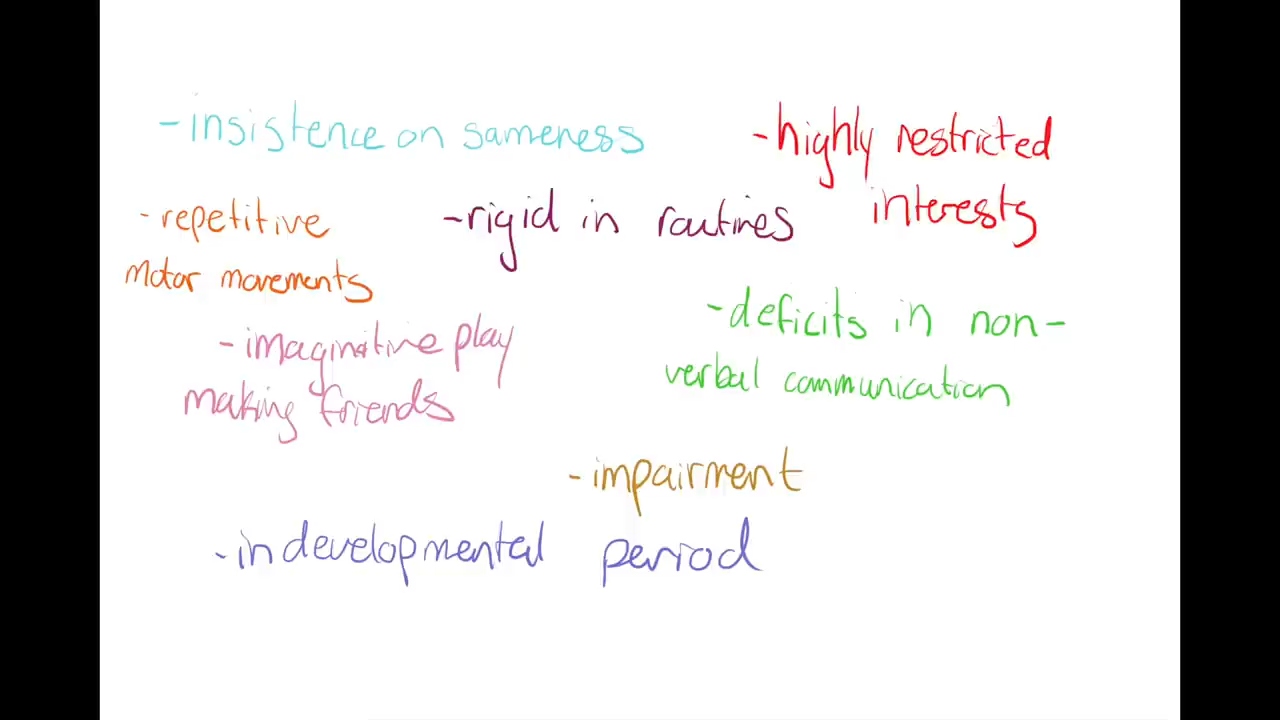 -insistence on sameness
-highly restricted
interests
-repetitive
motor movements
-rigid in routines
-imaginative play
making friends
-deficits in non-
verbal communication
-impairment
-in developmental period